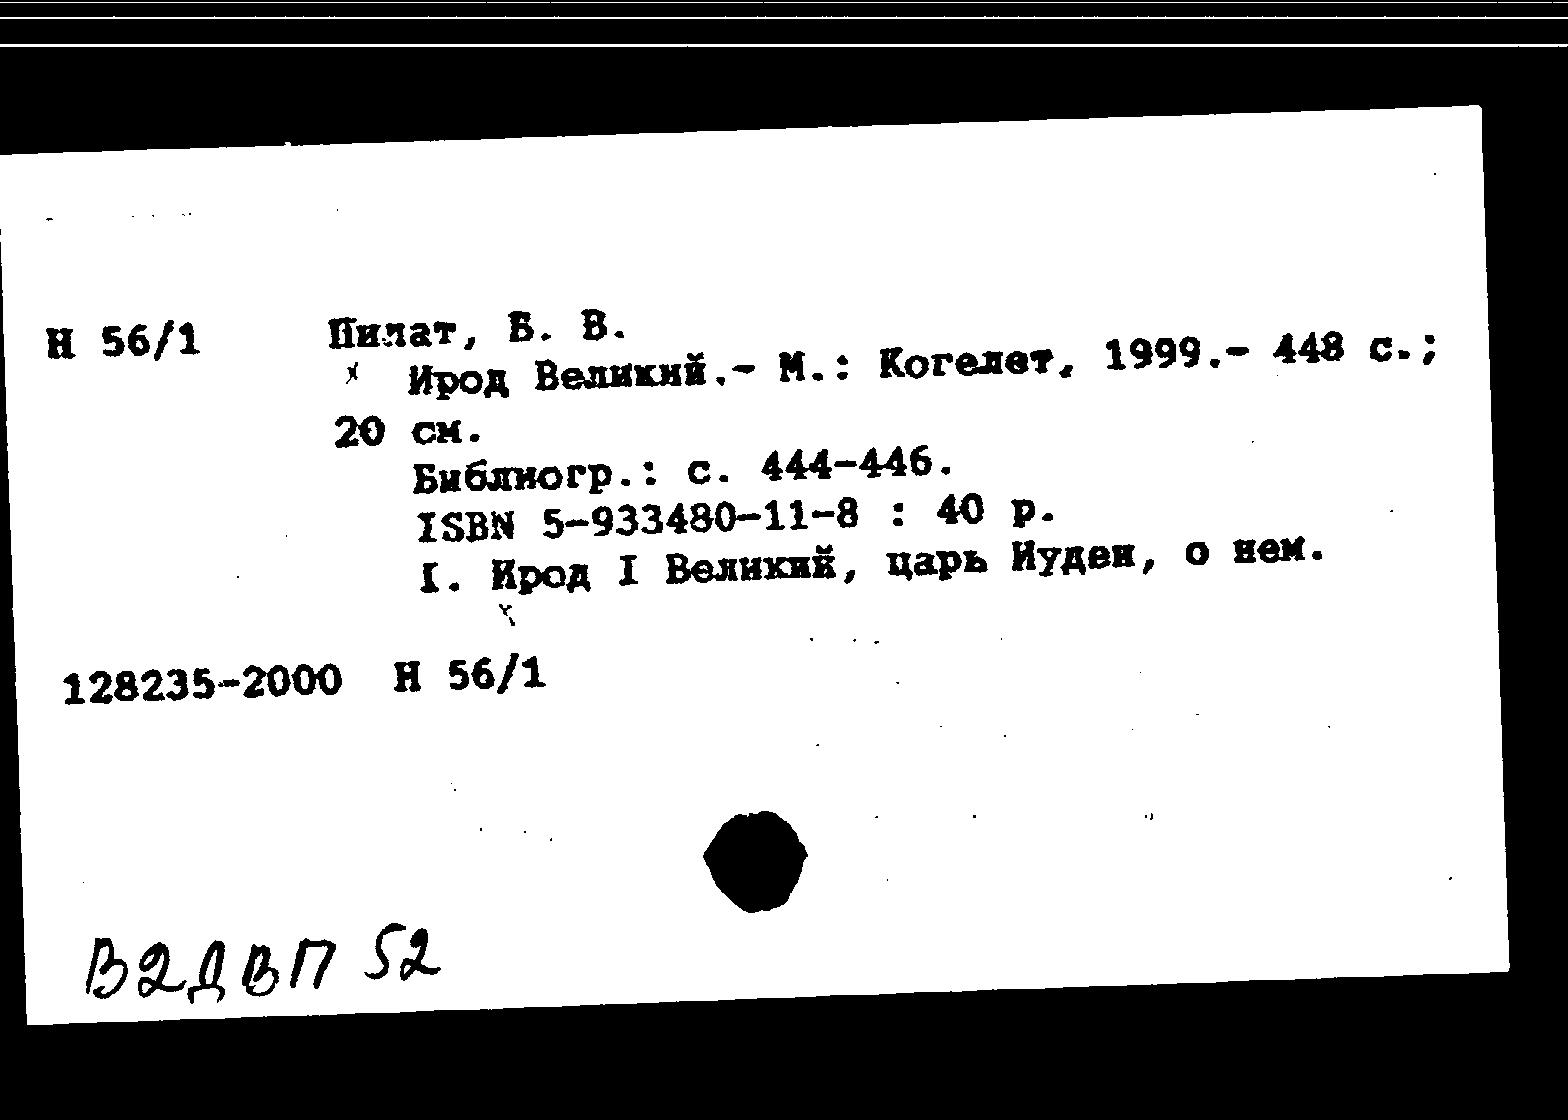 Н 56/1 Пилат, Б. В.
Ирод Великий.- М.: Когелет, 1999.- 448 с.;
20 см.
Библиогр.: с. 444-446.
ISBN 5-933480-11-8 : 40 р.
I. Ирод I Великий, царь Иудеи, о нем.
128235-2000 Н 56/1
В2ДВП 52